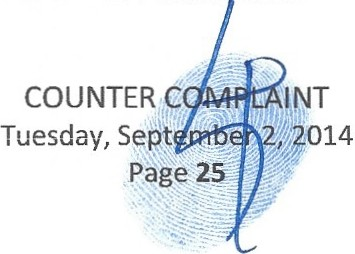 COUNTER COMPLAINT
Tuesday, September 2, 2014
Page 25